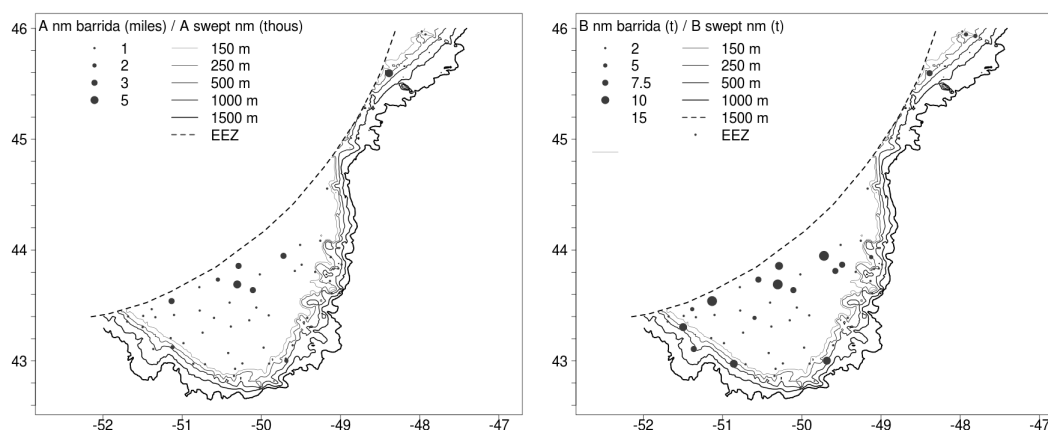 A nm barrida (miles) / A swept nm (thous)
1 150 m
2 250 m
3 500 m
5 1000 m
1500 m
EEZ
46
45
44
43
-52 -51 -50 -49 -48 -47
B nm barrida (t) / B swept nm (t)
2 150 m
5 250 m
7.5 500 m
10 1000 m
15 1500 m
EEZ
46
45
44
43
-52 -51 -50 -49 -48 -47